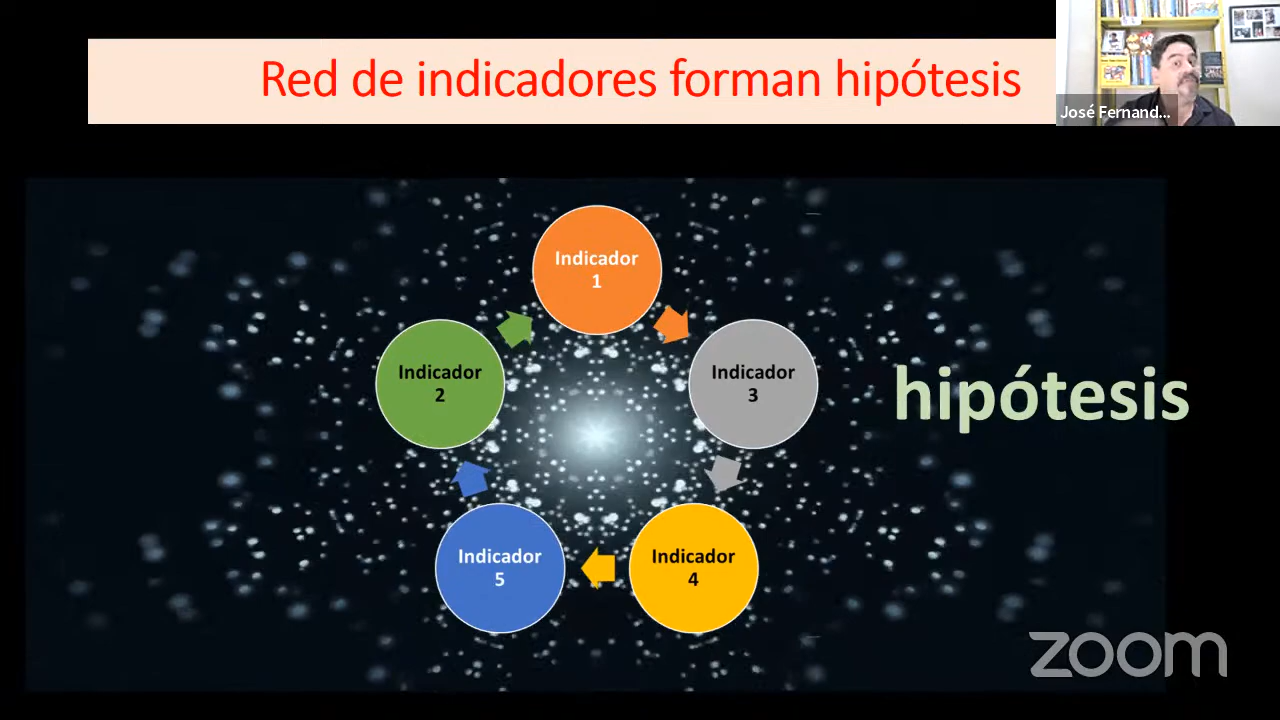 Red de indicadores forman hipótesis
José Fernand...
Indicador
1
Indicador
2
Indicador
3
hipótesis
Indicador
5
Indicador
4
zoom